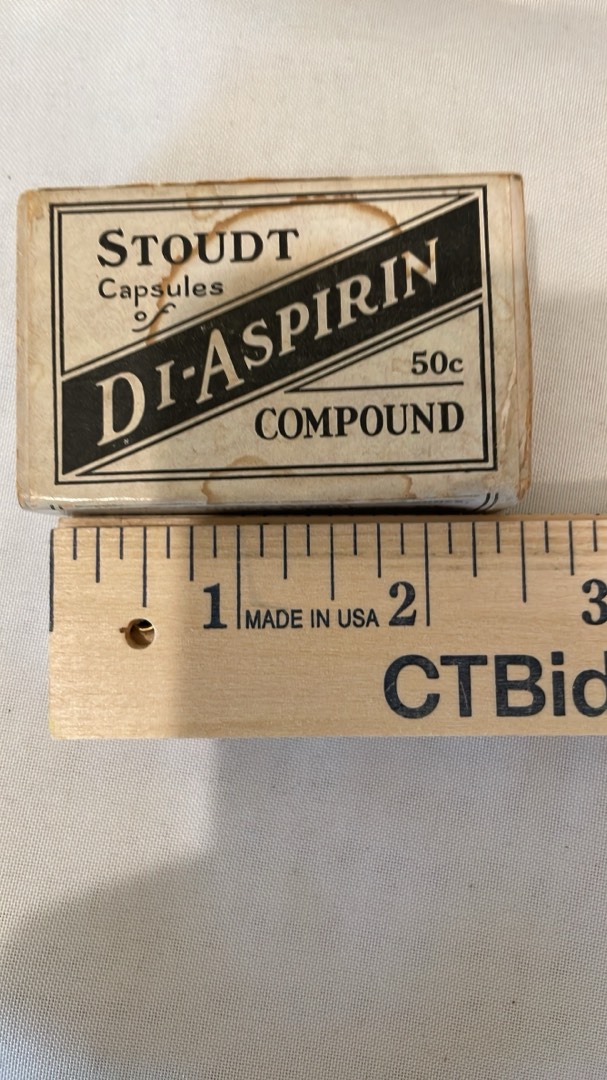 STOUDT
Capsules
of
DI-ASPIRIN
50c
COMPOUND
1 MADE IN USA 2 3
CTBid